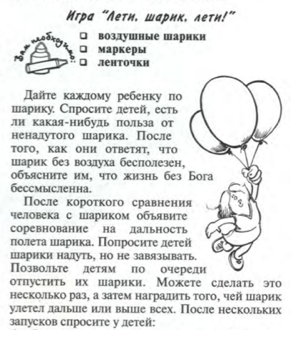 Игра "Лети, шарик, лети!"
Вам необходимо:
❑ воздушные шарики
❑ маркеры
❑ ленточки
Дайте каждому ребенку по
шарику. Спросите детей, есть
ли какая-нибудь польза от
ненадутого шарика. После
того, как они ответят, что
шарик без воздуха бесполезен,
объясните им, что жизнь без Бога
бессмысленна.
После короткого сравнения
человека с шариком объявите
соревнование на дальность
полета шарика. Попросите детей
шарики надуть, но не завязывать.
Позвольте детям по очереди
отпустить их шарики. Можете сделать это
несколько раз, а затем наградить того, чей шарик
улетел дальше или выше всех. После нескольких
запусков спросите у детей: